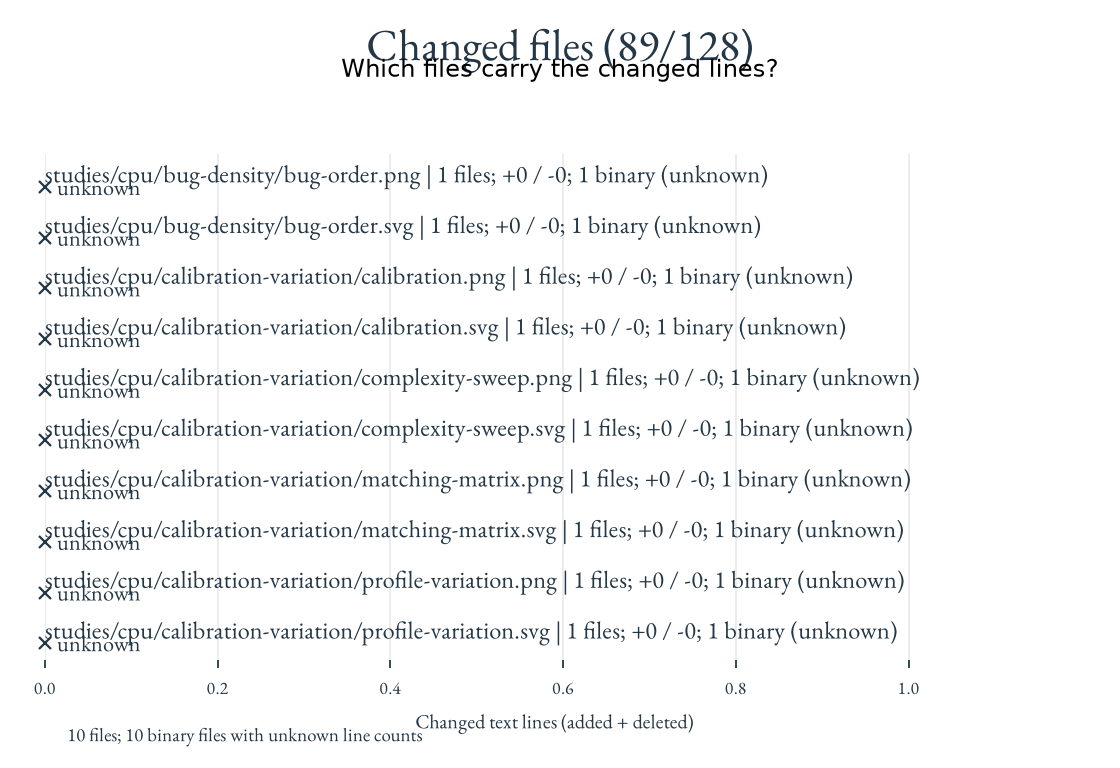 Changed files (89/128)
Which files carry the changed lines?
studies/cpu/bug-density/bug-order.png | 1 files; +0 / -0; 1 binary (unknown)
unknown
studies/cpu/bug-density/bug-order.svg | 1 files; +0 / -0; 1 binary (unknown)
unknown
studies/cpu/calibration-variation/calibration.png | 1 files; +0 / -0; 1 binary (unknown)
unknown
studies/cpu/calibration-variation/calibration.svg | 1 files; +0 / -0; 1 binary (unknown)
unknown
studies/cpu/calibration-variation/complexity-sweep.png | 1 files; +0 / -0; 1 binary (unknown)
unknown
studies/cpu/calibration-variation/complexity-sweep.svg | 1 files; +0 / -0; 1 binary (unknown)
unknown
studies/cpu/calibration-variation/matching-matrix.png | 1 files; +0 / -0; 1 binary (unknown)
unknown
studies/cpu/calibration-variation/matching-matrix.svg | 1 files; +0 / -0; 1 binary (unknown)
unknown
studies/cpu/calibration-variation/profile-variation.png | 1 files; +0 / -0; 1 binary (unknown)
unknown
studies/cpu/calibration-variation/profile-variation.svg | 1 files; +0 / -0; 1 binary (unknown)
unknown
0.0 0.2 0.4 0.6 0.8 1.0
Changed text lines (added + deleted)
10 files; 10 binary files with unknown line counts